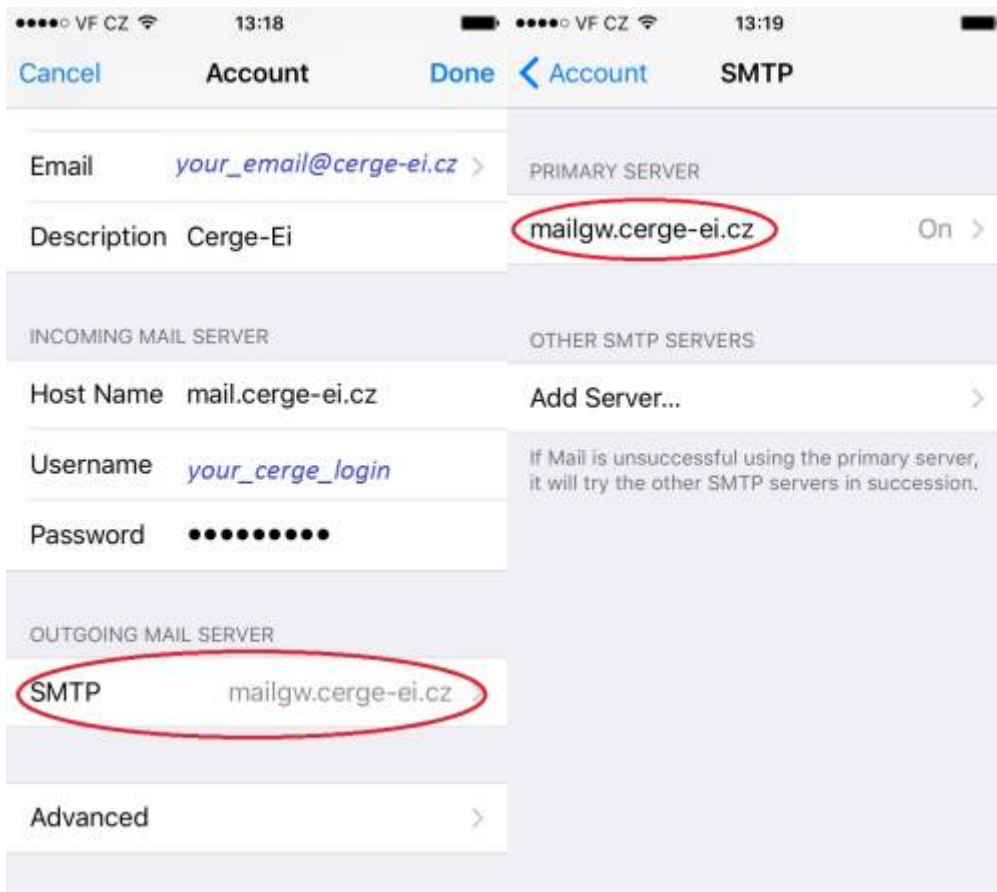 VF CZ 13:18
Cancel Account Done
Email your_email@cerge-ei.cz
Description Cerge-Ei
INCOMING MAIL SERVER
Host Name mail.cerge-ei.cz
Username your_cerge_login
Password •••••••••
OUTGOING MAIL SERVER
SMTP mailgw.cerge-ei.cz
Advanced
VF CZ 13:19
Account SMTP
PRIMARY SERVER
mailgw.cerge-ei.cz On
OTHER SMTP SERVERS
Add Server...
If Mail is unsuccessful using the primary server,
it will try the other SMTP servers in succession.